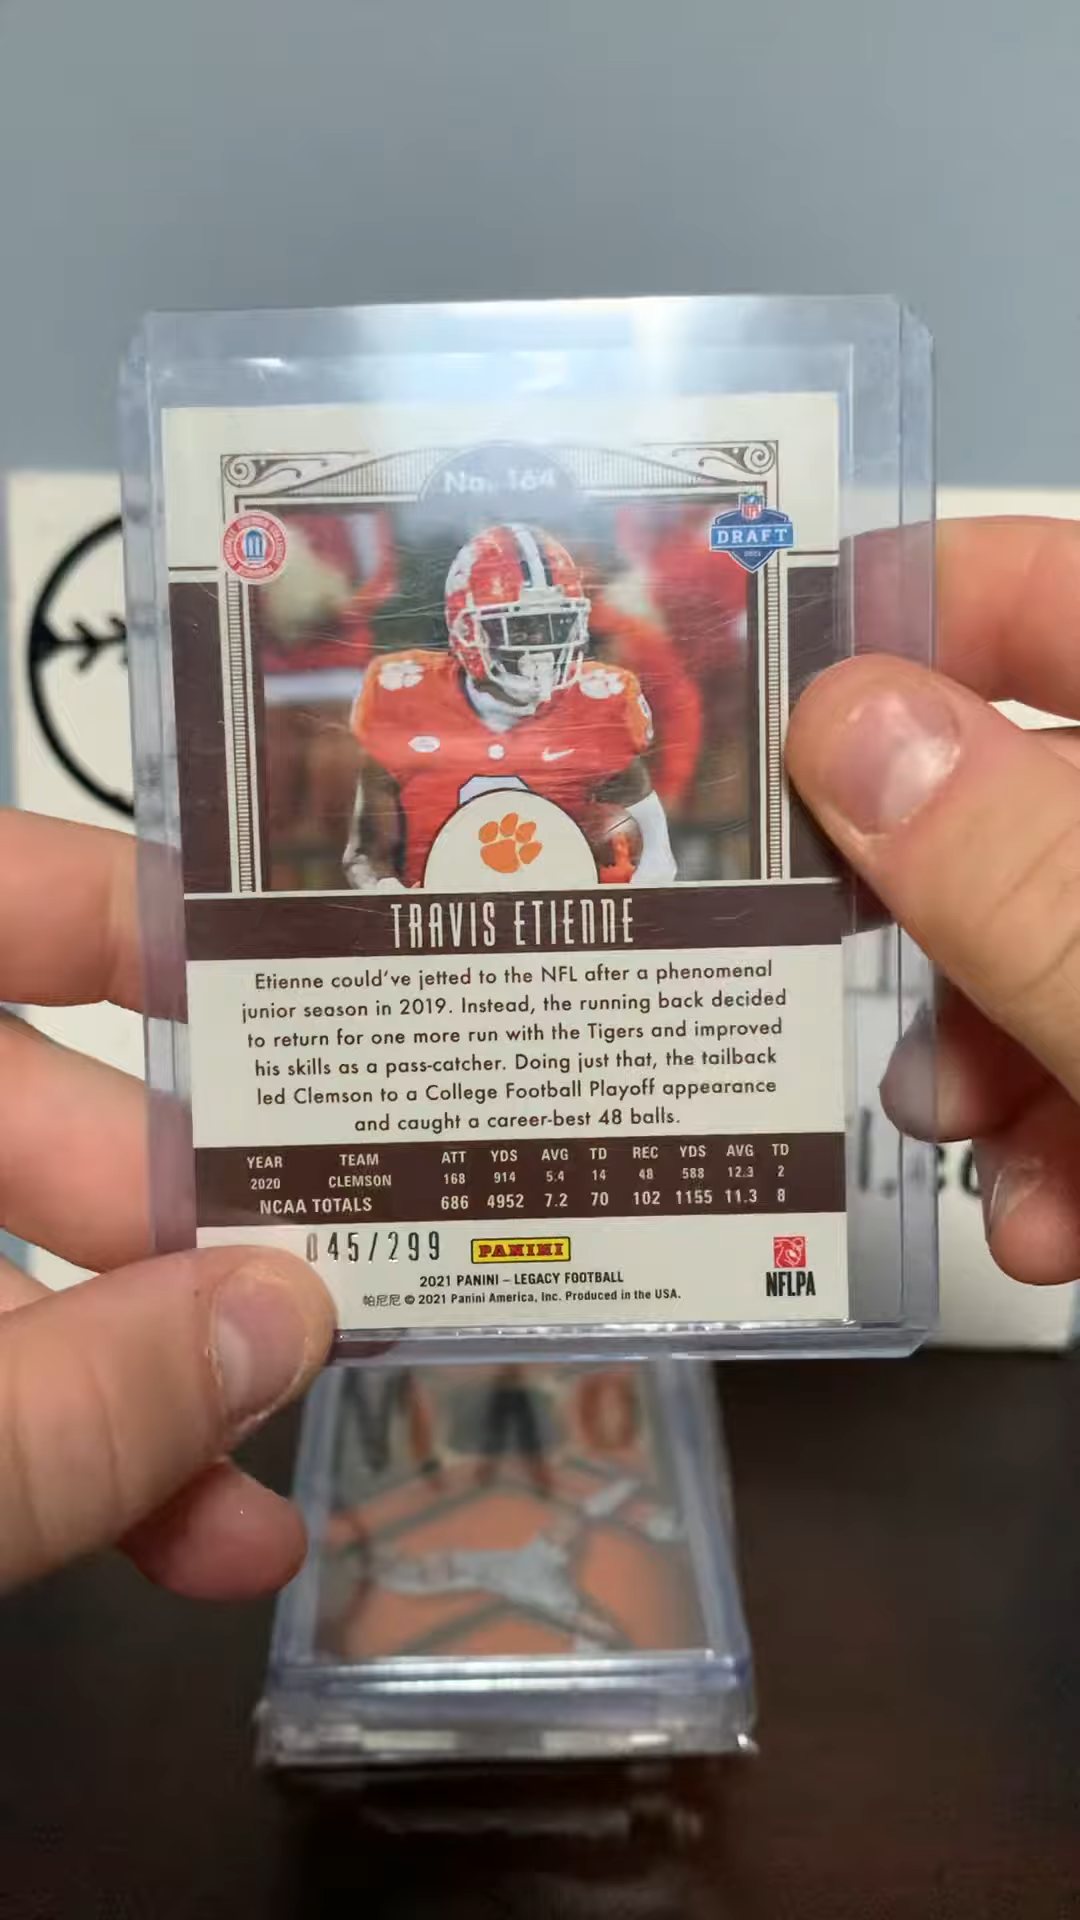 No. 164
NFL
DRAFT
2021
TRAVIS ETIENNE
Etienne could've jetted to the NFL after a phenomenal
junior season in 2019. Instead, the running back decided
to return for one more run with the Tigers and improved
his skills as a pass-catcher. Doing just that, the tailback
led Clemson to a College Football Playoff appearance
and caught a career-best 48 balls.
YEAR TEAM ATT YDS AVG TD REC YDS AVG TD
2020 CLEMSON 168 914 5.4 14 48 588 12.3 2
NCAA TOTALS 686 4952 7.2 70 102 1155 11.3 8
045/299 PANINI
2021 PANINI – LEGACY FOOTBALL
帕尼尼 © 2021 Panini America, Inc. Produced in the USA.
NFLPA